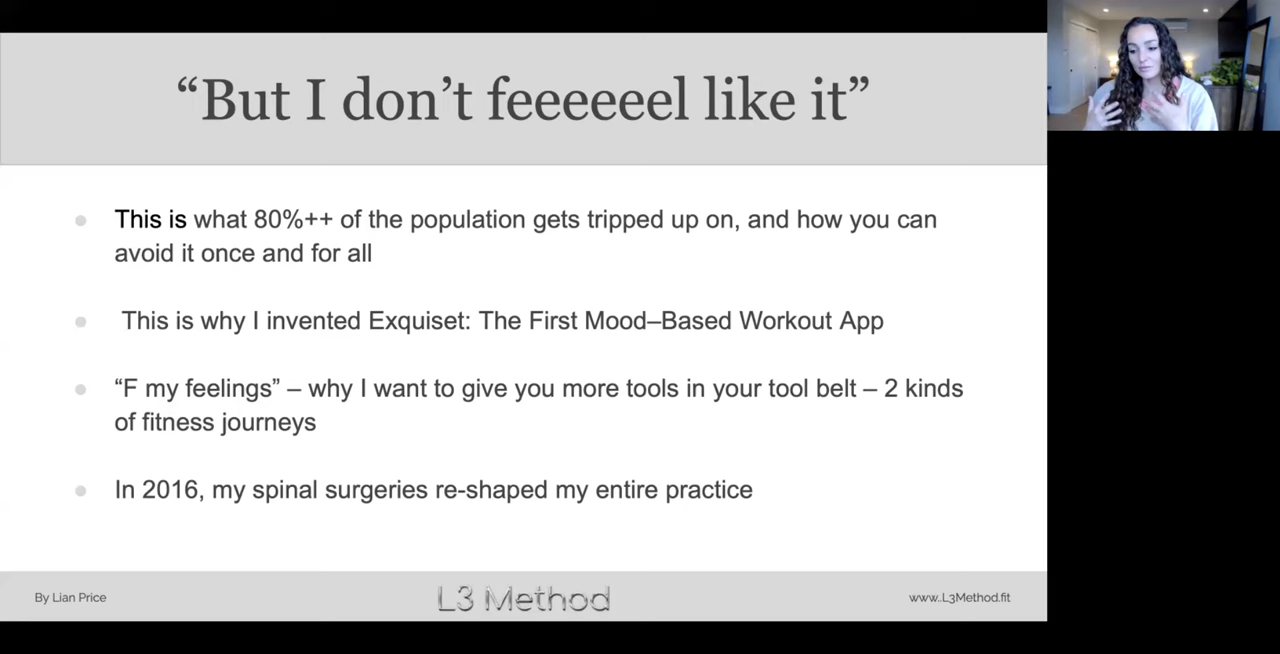 “But I don’t feeeeeel like it”
This is what 80%++ of the population gets tripped up on, and how you can
avoid it once and for all
This is why I invented Exquiset: The First Mood–Based Workout App
“F my feelings” – why I want to give you more tools in your tool belt – 2 kinds
of fitness journeys
In 2016, my spinal surgeries re-shaped my entire practice
By Lian Price
L3 Method
www..L3Method.fit